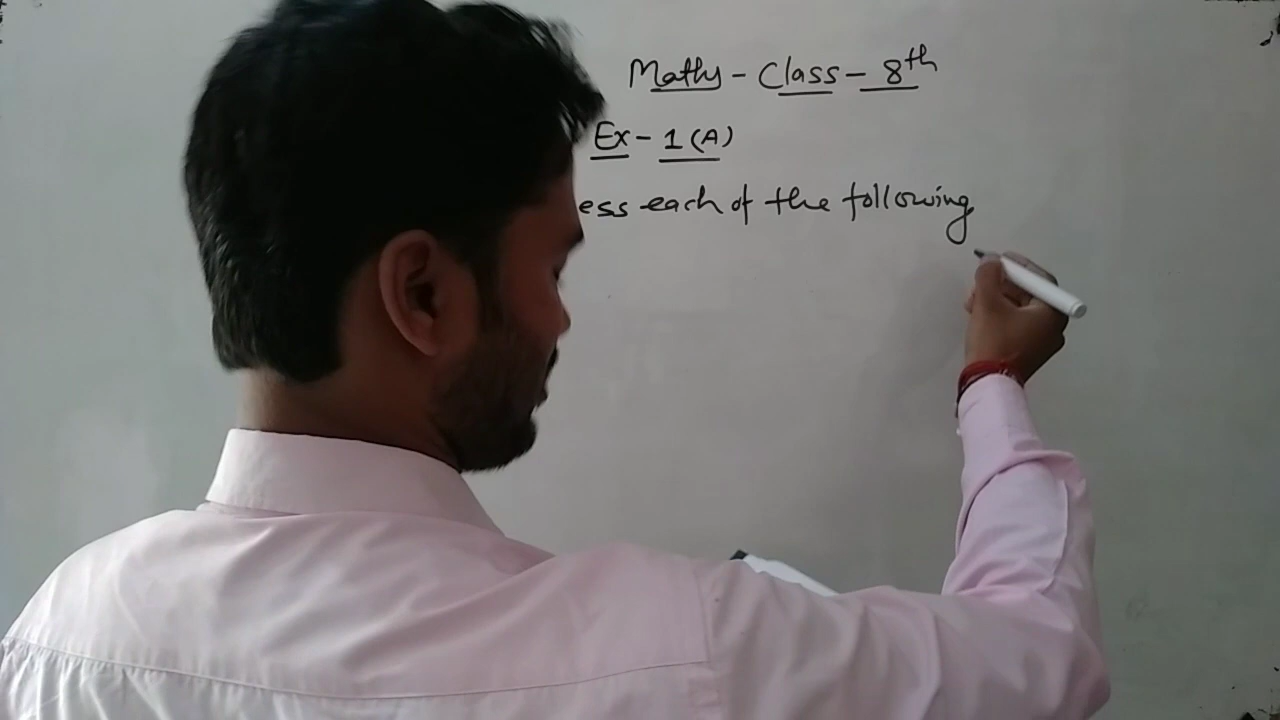 Maths - Class - 8th
Ex - 1 (A)
ess each of the following